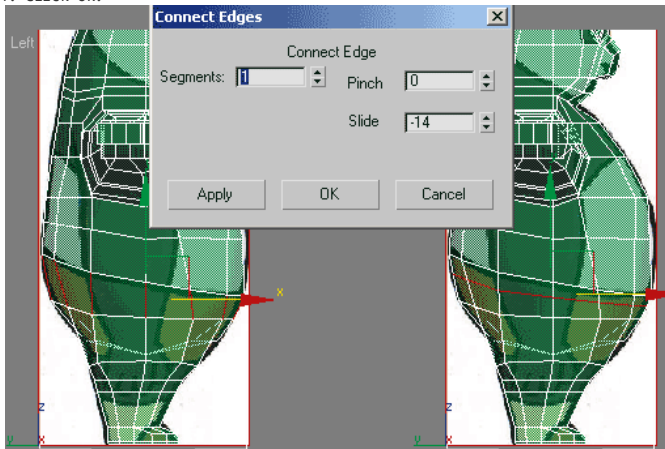 Connect Edges
Left
Connect Edge
Segments: 1
Pinch 0
Slide -14
Apply OK Cancel
x
z
y x
z
y x